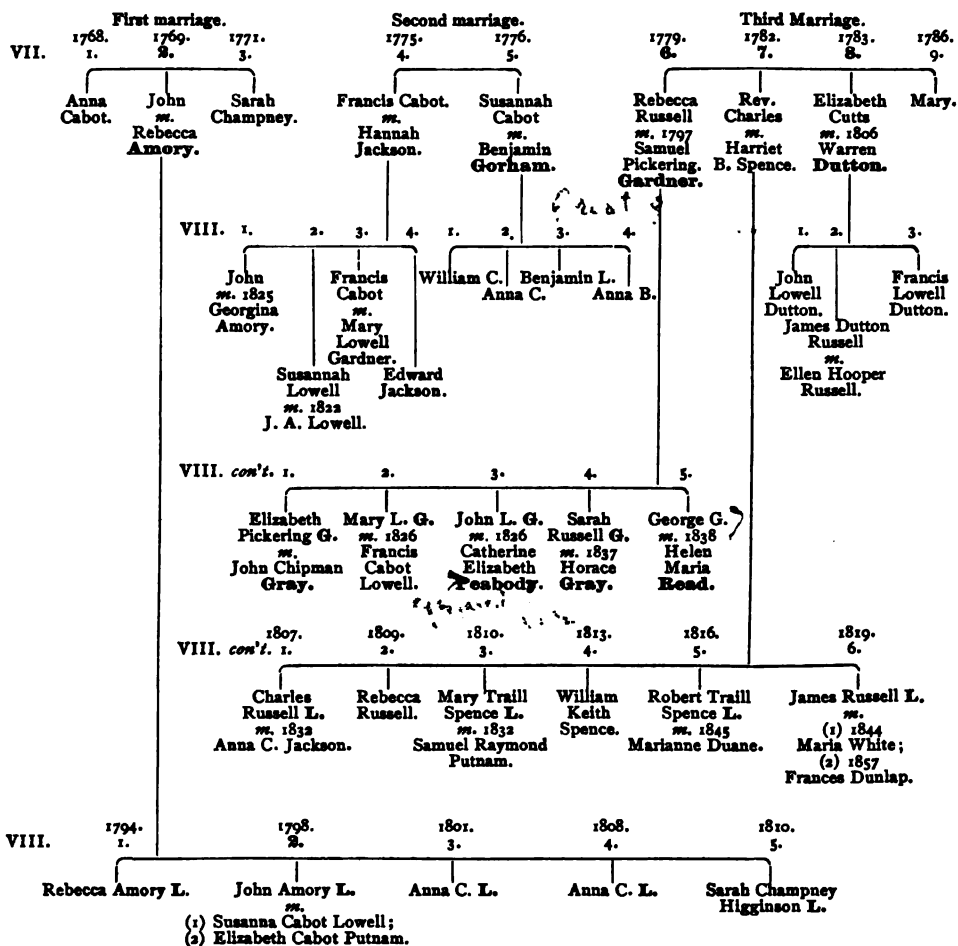 First marriage. Second marriage. Third Marriage.
1768. 1769. 1771. 1775. 1776. 1779. 1782. 1783. 1786.
VII. 1. 2. 3. 4. 5. 6. 7. 8. 9.
Anna
Cabot.
John
m.
Rebecca
Amory.
Sarah
Champney.
Francis Cabot.
m.
Hannah
Jackson.
Susannah
Cabot
m.
Benjamin
Gorham.
Rebecca
Russell
m. 1797
Samuel
Pickering.
Gardner.
Rev.
Charles
m.
Harriet
B. Spence.
Elizabeth
Cutts
m. 1806
Warren
Dutton.
Mary.
VIII. 1. 2. 3. 4. 1. 2. 3. 4. 1. 2. 3.
John
m. 1825
Georgina
Amory.
Susannah
Lowell
m. 1822
J. A. Lowell.
Francis
Cabot
m.
Mary
Lowell
Gardner.
Edward
Jackson.
William C.
Anna C.
Benjamin L.
Anna B.
John
Lowell
Dutton.
James Dutton
Russell
m.
Ellen Hooper
Russell.
Francis
Lowell
Dutton.
VIII. con't. 1. 2. 3. 4. 5.
Elizabeth
Pickering G.
m.
John Chipman
Gray.
Mary L. G.
m. 1826
Francis
Cabot
Lowell.
John L. G.
m. 1826
Catherine
Elizabeth
Peabody.
Sarah
Russell G.
m. 1837
Horace
Gray.
George G.
m. 1838
Helen
Maria
Read.
1807. 1809. 1810. 1813. 1816. 1819.
VIII. con't. 1. 2. 3. 4. 5. 6.
Charles
Russell L.
m. 1832
Anna C. Jackson.
Rebecca
Russell.
Mary Traill
Spence L.
m. 1832
Samuel Raymond
Putnam.
William
Keith
Spence.
Robert Traill
Spence L.
m. 1845
Marianne Duane.
James Russell L.
m.
(1) 1844
Maria White;
(2) 1857
Frances Dunlap.
1794. 1798. 1801. 1808. 1810.
VIII. 1. 2. 3. 4. 5.
Rebecca Amory L.
John Amory L.
m.
(1) Susanna Cabot Lowell;
(2) Elizabeth Cabot Putnam.
Anna C. L.
Anna C. L.
Sarah Champney
Higginson L.